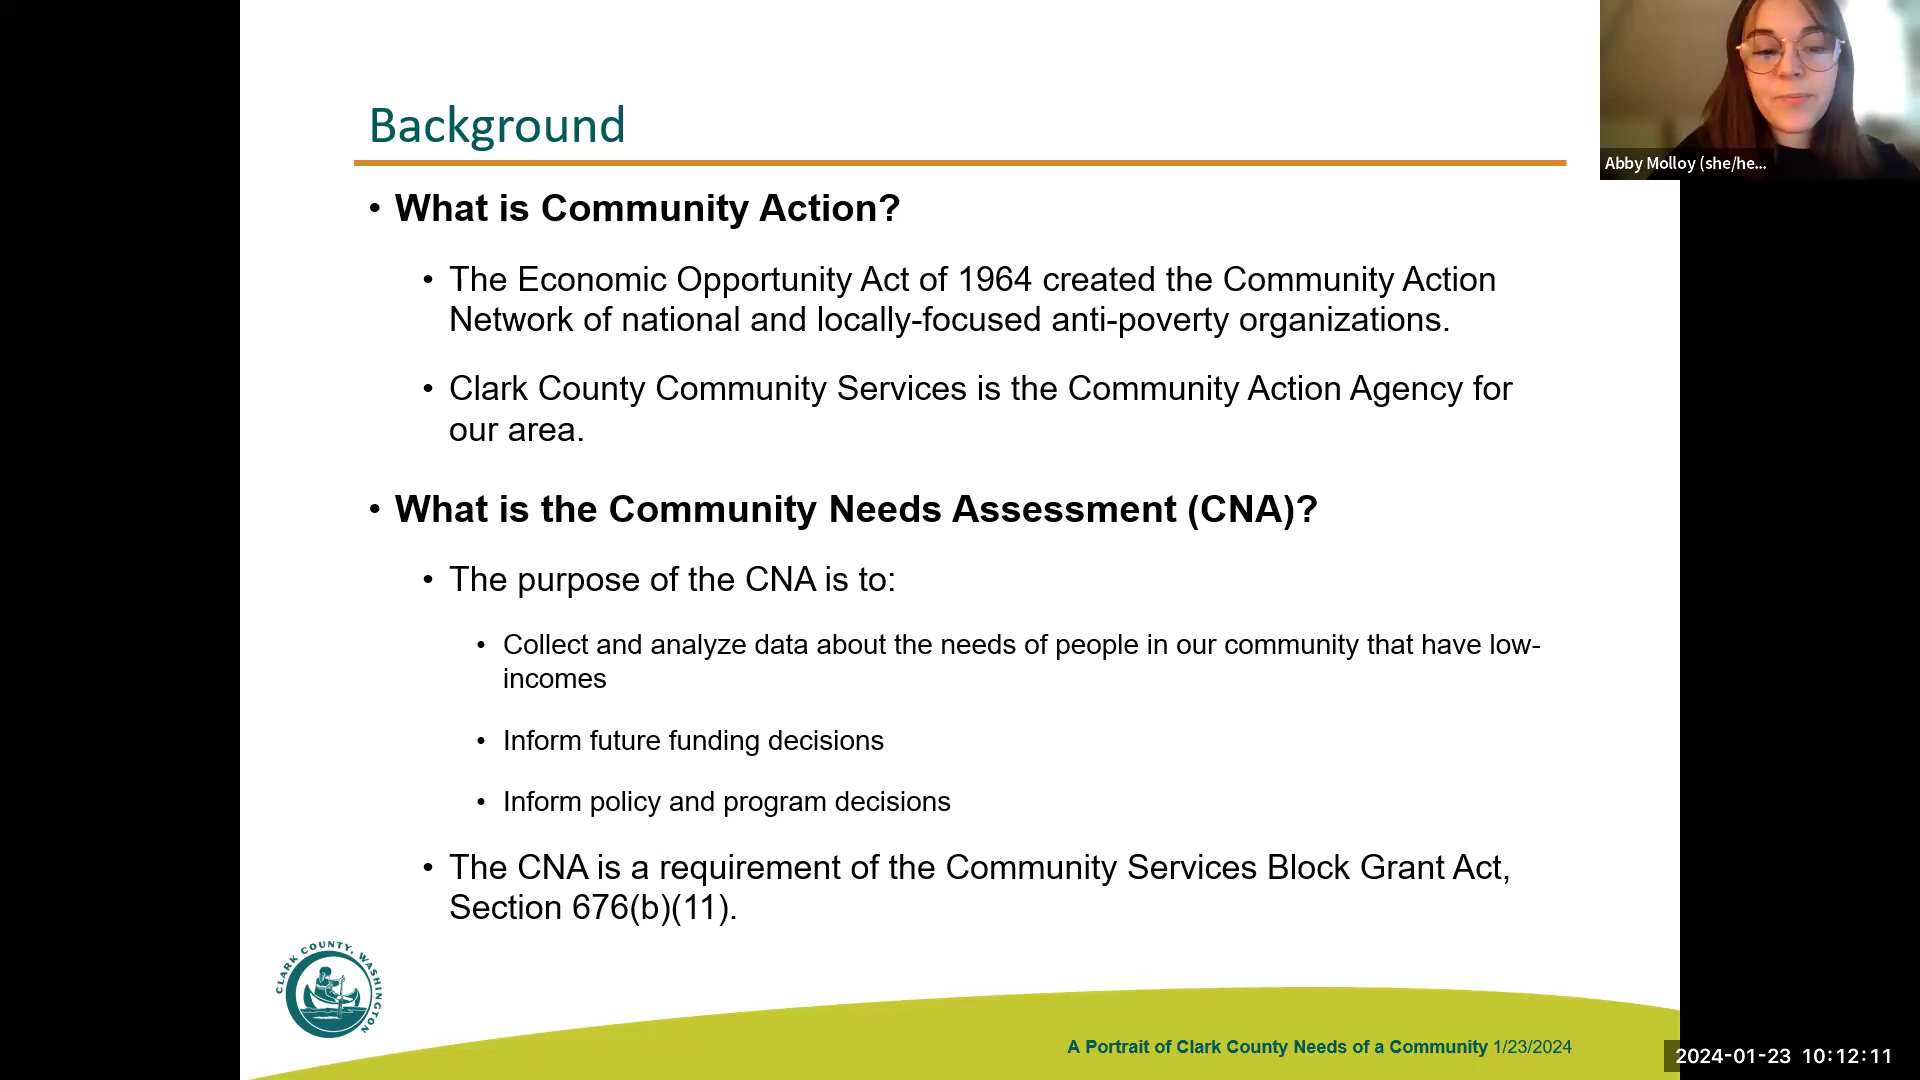 Background
Abby Molloy (she/he...
• What is Community Action?
• The Economic Opportunity Act of 1964 created the Community Action
Network of national and locally-focused anti-poverty organizations.
• Clark County Community Services is the Community Action Agency for
our area.
• What is the Community Needs Assessment (CNA)?
• The purpose of the CNA is to:
• Collect and analyze data about the needs of people in our community that have low-
incomes
• Inform future funding decisions
• Inform policy and program decisions
• The CNA is a requirement of the Community Services Block Grant Act,
Section 676(b)(11).
CLARK COUNTY, WASHINGTON
A Portrait of Clark County Needs of a Community 1/23/2024
2024-01-23 10:12:11